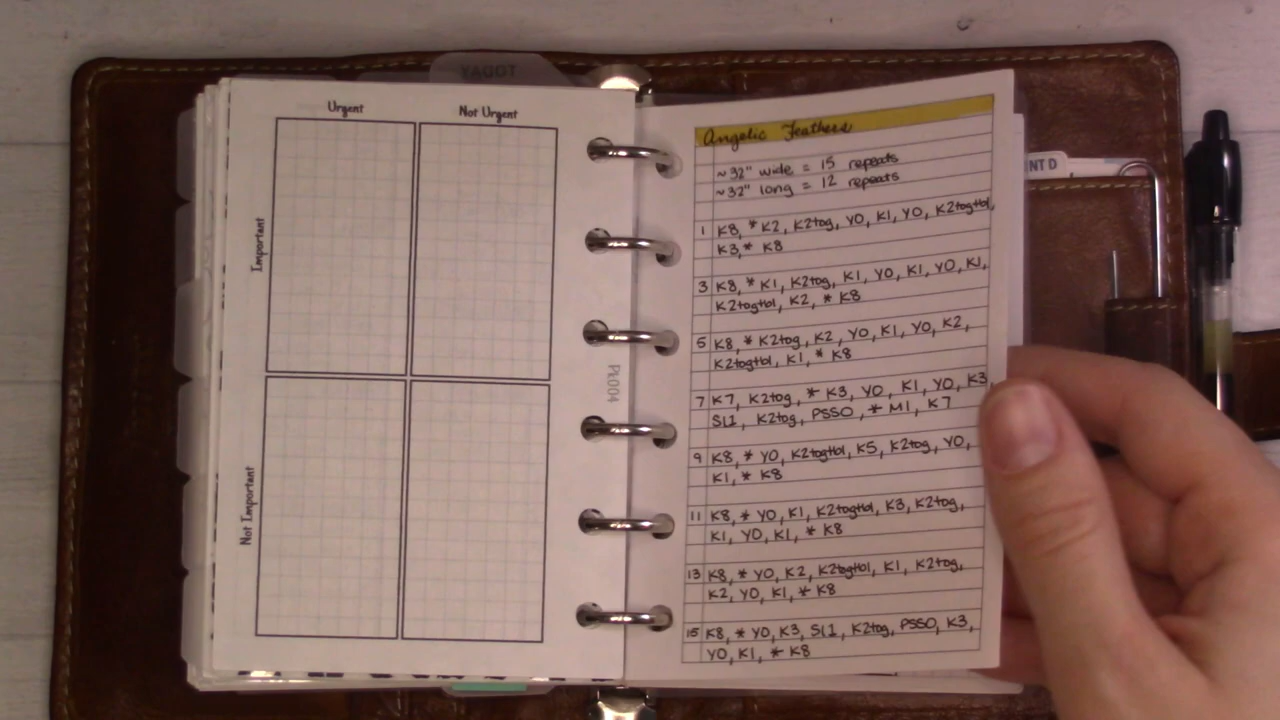 TODAY
Urgent
Not Urgent
Important
Not Important
PL004
Angelic Feathers
~32" wide = 15 repeats
~32" long = 12 repeats
1 K8, * K2, K2tog, YO, K1, YO, K2togtbl,
K3, * K8
3 K8, * K1, K2tog, K1, YO, K1, YO, K1,
K2togtbl, K2, * K8
5 K8, * K2tog, K2, YO, K1, YO, K2,
K2togtbl, K1, * K8
7 K7, K2tog, * K3, YO, K1, YO, K3,
SL1, K2tog, PSSO, * M1, K7
9 K8, * YO, K2togtbl, K5, K2tog, YO,
K1, * K8
11 K8, * YO, K1, K2togtbl, K3, K2tog,
K1, YO, K1, * K8
13 K8, * YO, K2, K2togtbl, K1, K2tog,
K2, YO, K1, * K8
15 K8, * YO, K3, SL1, K2tog, PSSO, K3,
YO, K1, * K8
NT D